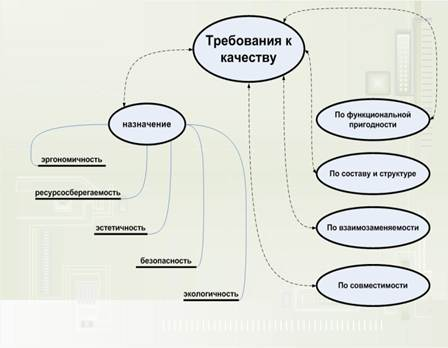 Требования к
качеству
назначение
эргономичность
ресурсосберегаемость
эстетичность
безопасность
экологичность
По функциональной
пригодности
По составу и структуре
По взаимозаменяемости
По совместимости